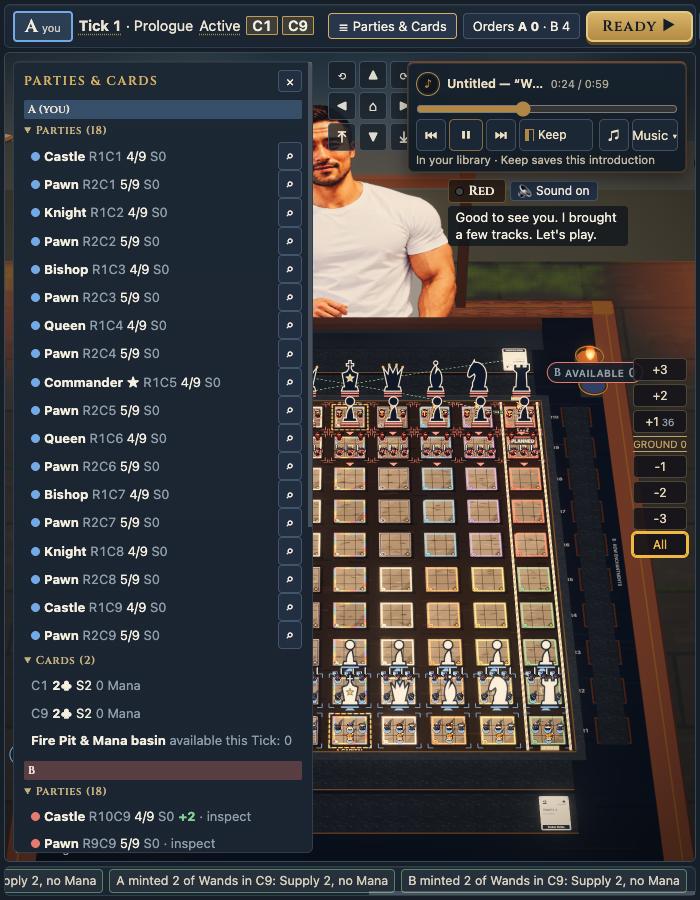 A you Tick 1 · Prologue Active C1 C9 ≡ Parties & Cards Orders A 0 · B 4 READY ▶
PARTIES & CARDS ×
A (YOU)
▼ PARTIES (18)
Castle R1C1 4/9 S0
Pawn R2C1 5/9 S0
Knight R1C2 4/9 S0
Pawn R2C2 5/9 S0
Bishop R1C3 4/9 S0
Pawn R2C3 5/9 S0
Queen R1C4 4/9 S0
Pawn R2C4 5/9 S0
Commander ★ R1C5 4/9 S0
Pawn R2C5 5/9 S0
Queen R1C6 4/9 S0
Pawn R2C6 5/9 S0
Bishop R1C7 4/9 S0
Pawn R2C7 5/9 S0
Knight R1C8 4/9 S0
Pawn R2C8 5/9 S0
Castle R1C9 4/9 S0
Pawn R2C9 5/9 S0
▼ CARDS (2)
C1 2♣ S2 0 Mana
C9 2♣ S2 0 Mana
Fire Pit & Mana basin available this Tick: 0
B
▼ PARTIES (18)
Castle R10C9 4/9 S0 +2 · inspect
Pawn R9C9 5/9 S0 · inspect
Untitled — “W… 0:24 / 0:59
Keep Music
In your library · Keep saves this introduction
RED Sound on
Good to see you. I brought
a few tracks. Let's play.
B AVAILABLE
PLANNED
+3
+2
+1 36
GROUND 0
-1
-2
-3
All
pply 2, no Mana A minted 2 of Wands in C9: Supply 2, no Mana B minted 2 of Wands in C9: Supply 2, no Mana